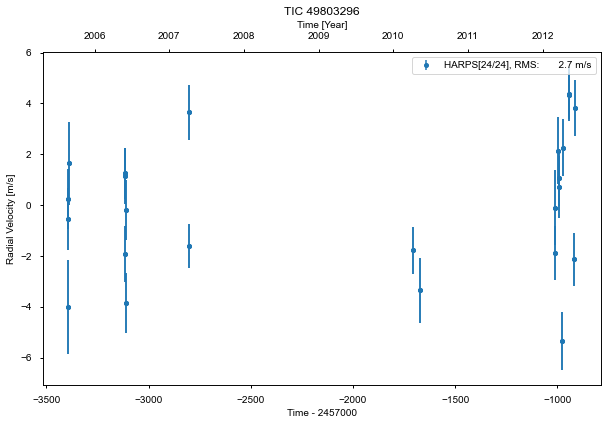 TIC 49803296
Time [Year]
2006 2007 2008 2009 2010 2011 2012
HARPS[24/24], RMS: 2.7 m/s
6
4
2
0
−2
−4
−6
Radial Velocity [m/s]
−3500 −3000 −2500 −2000 −1500 −1000
Time - 2457000